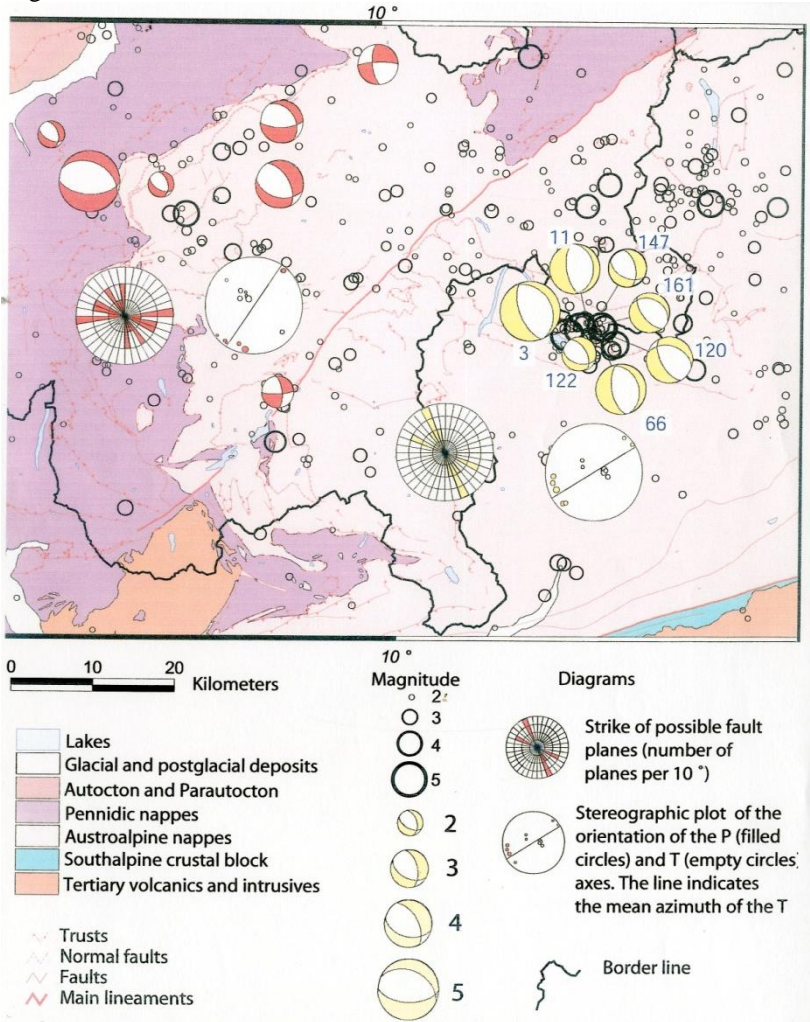 10°
11
147
161
3
120
122
66
10°
0 10 20 Kilometers
Magnitude
2
3
4
5
2
3
4
5
Diagrams
Strike of possible fault
planes (number of
planes per 10 °)
Stereographic plot of the
orientation of the P (filled
circles) and T (empty circles)
axes. The line indicates
the mean azimuth of the T
Border line
Lakes
Glacial and postglacial deposits
Autocton and Parautocton
Pennidic nappes
Austroalpine nappes
Southalpine crustal block
Tertiary volcanics and intrusives
Trusts
Normal faults
Faults
Main lineaments